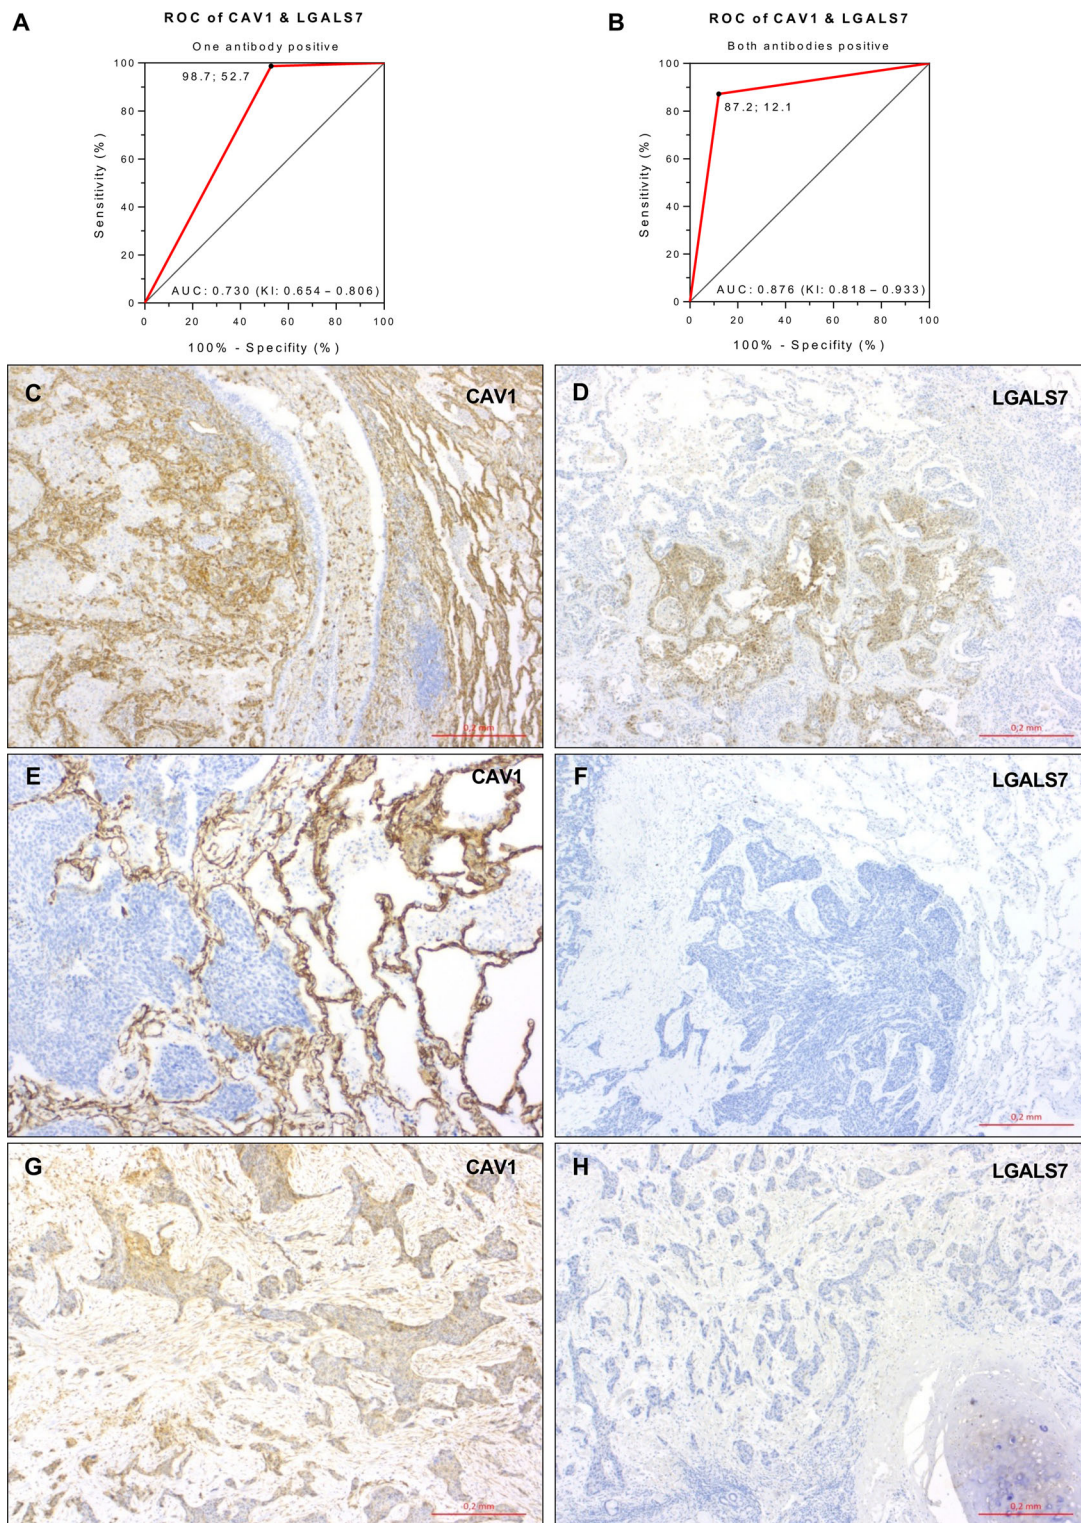 A
ROC of CAV1 & LGALS7
One antibody positive
100
80
60
40
20
0
Sensitivity (%)
98.7; 52.7
AUC: 0.730 (KI: 0.654 – 0.806)
0 20 40 60 80 100
100% - Specifity (%)
B
ROC of CAV1 & LGALS7
Both antibodies positive
100
80
60
40
20
0
Sensitivity (%)
87.2; 12.1
AUC: 0.876 (KI: 0.818 – 0.933)
0 20 40 60 80 100
100% - Specifity (%)
C
CAV1
0,2 mm
D
LGALS7
0,2 mm
E
CAV1
F
LGALS7
0,2 mm
G
CAV1
0,2 mm
H
LGALS7
0,2 mm